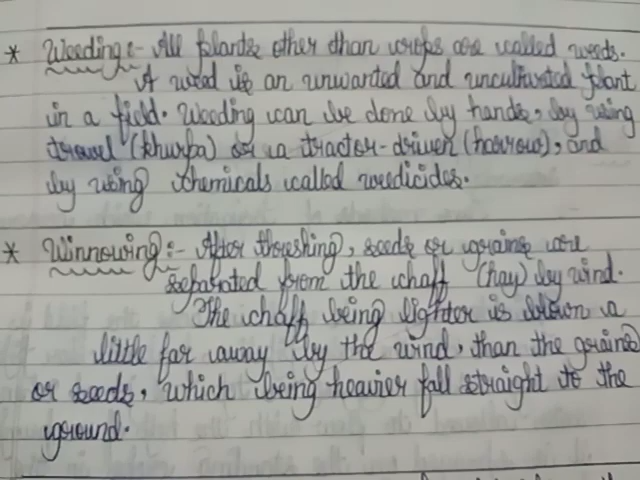 * Weeding:- All plants other than crops are called weeds.
A weed is an unwanted and uncultivated plant
in a field. Weeding can be done by hands, by using
trowel (khurpa) or a tractor-driven (harrow), and
by using chemicals called weedicides.
* Winnowing:- After threshing, seeds or grains are
separated from the chaff (hay) by wind.
The chaff being lighter is blown a
little far away by the wind, than the grains
or seeds, which being heavier fall straight to the
ground.